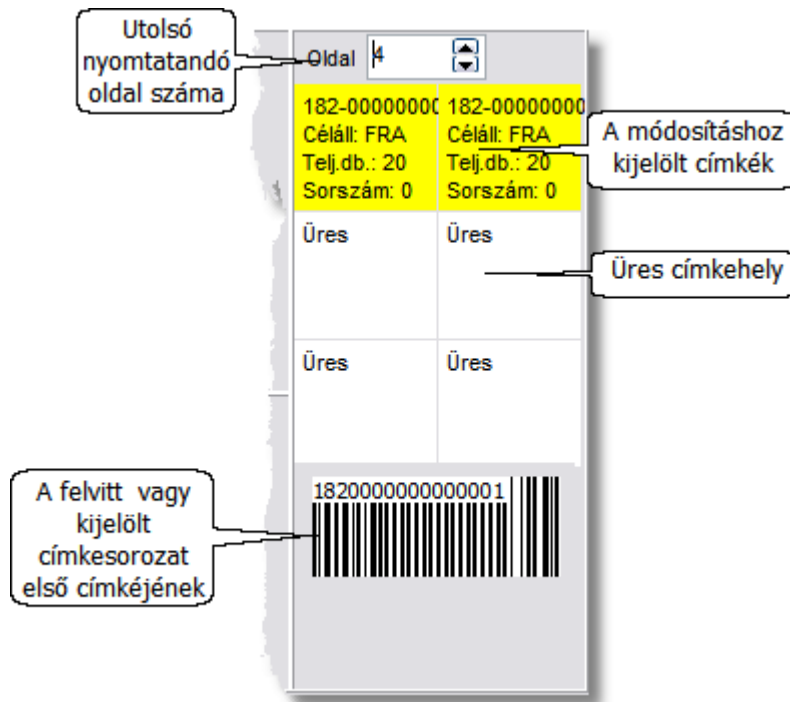 Utolsó
nyomtatandó
oldal száma
Oldal 4
182-00000000 182-00000000
Céláll: FRA Céláll: FRA
Telj.db.: 20 Telj.db.: 20
Sorszám: 0 Sorszám: 0
A módosításhoz
kijelölt címkék
Üres Üres
Üres címkehely
Üres Üres
A felvitt vagy
kijelölt
címkesorozat
első címkéjének
1820000000000001